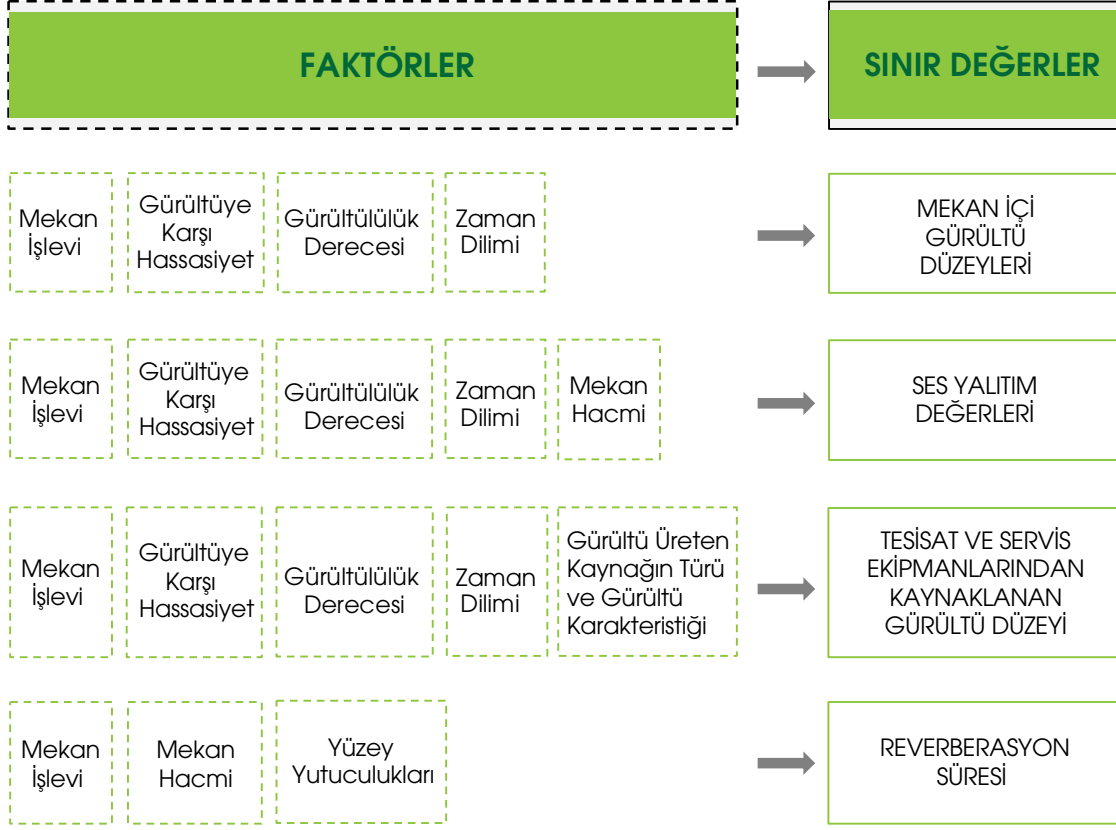 FAKTÖRLER
SINIR DEĞERLER
Mekan
İşlevi
Gürültüye
Karşı
Hassasiyet
Gürültülülük
Derecesi
Zaman
Dilimi
MEKAN İÇİ
GÜRÜLTÜ
DÜZEYLERİ
Mekan
İşlevi
Gürültüye
Karşı
Hassasiyet
Gürültülülük
Derecesi
Zaman
Dilimi
Mekan
Hacmi
SES YALITIM
DEĞERLERİ
Mekan
İşlevi
Gürültüye
Karşı
Hassasiyet
Gürültülülük
Derecesi
Zaman
Dilimi
Gürültü Üreten
Kaynağın Türü
ve Gürültü
Karakteristiği
TESİSAT VE SERVİS
EKİPMANLARINDAN
KAYNAKLANAN
GÜRÜLTÜ DÜZEYİ
Mekan
İşlevi
Mekan
Hacmi
Yüzey
Yutuculukları
REVERBERASYON
SÜRESİ